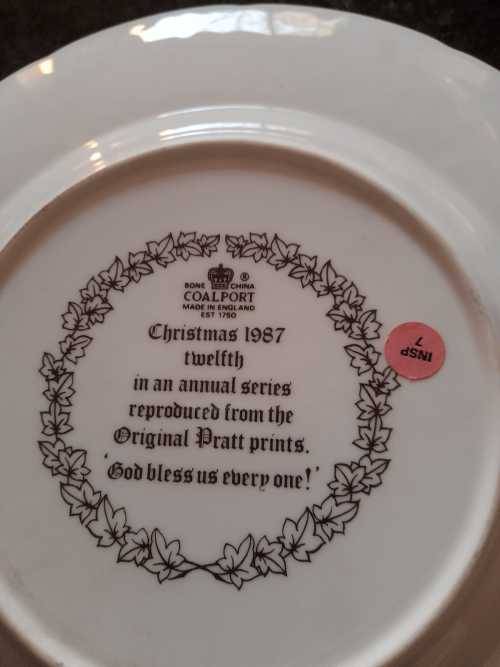 ®
BONE CHINA
COALPORT
MADE IN ENGLAND
EST 1750
Christmas 1987
twelfth
in an annual series
reproduced from the
Original Pratt prints.
'God bless us every one!'
INSP
7